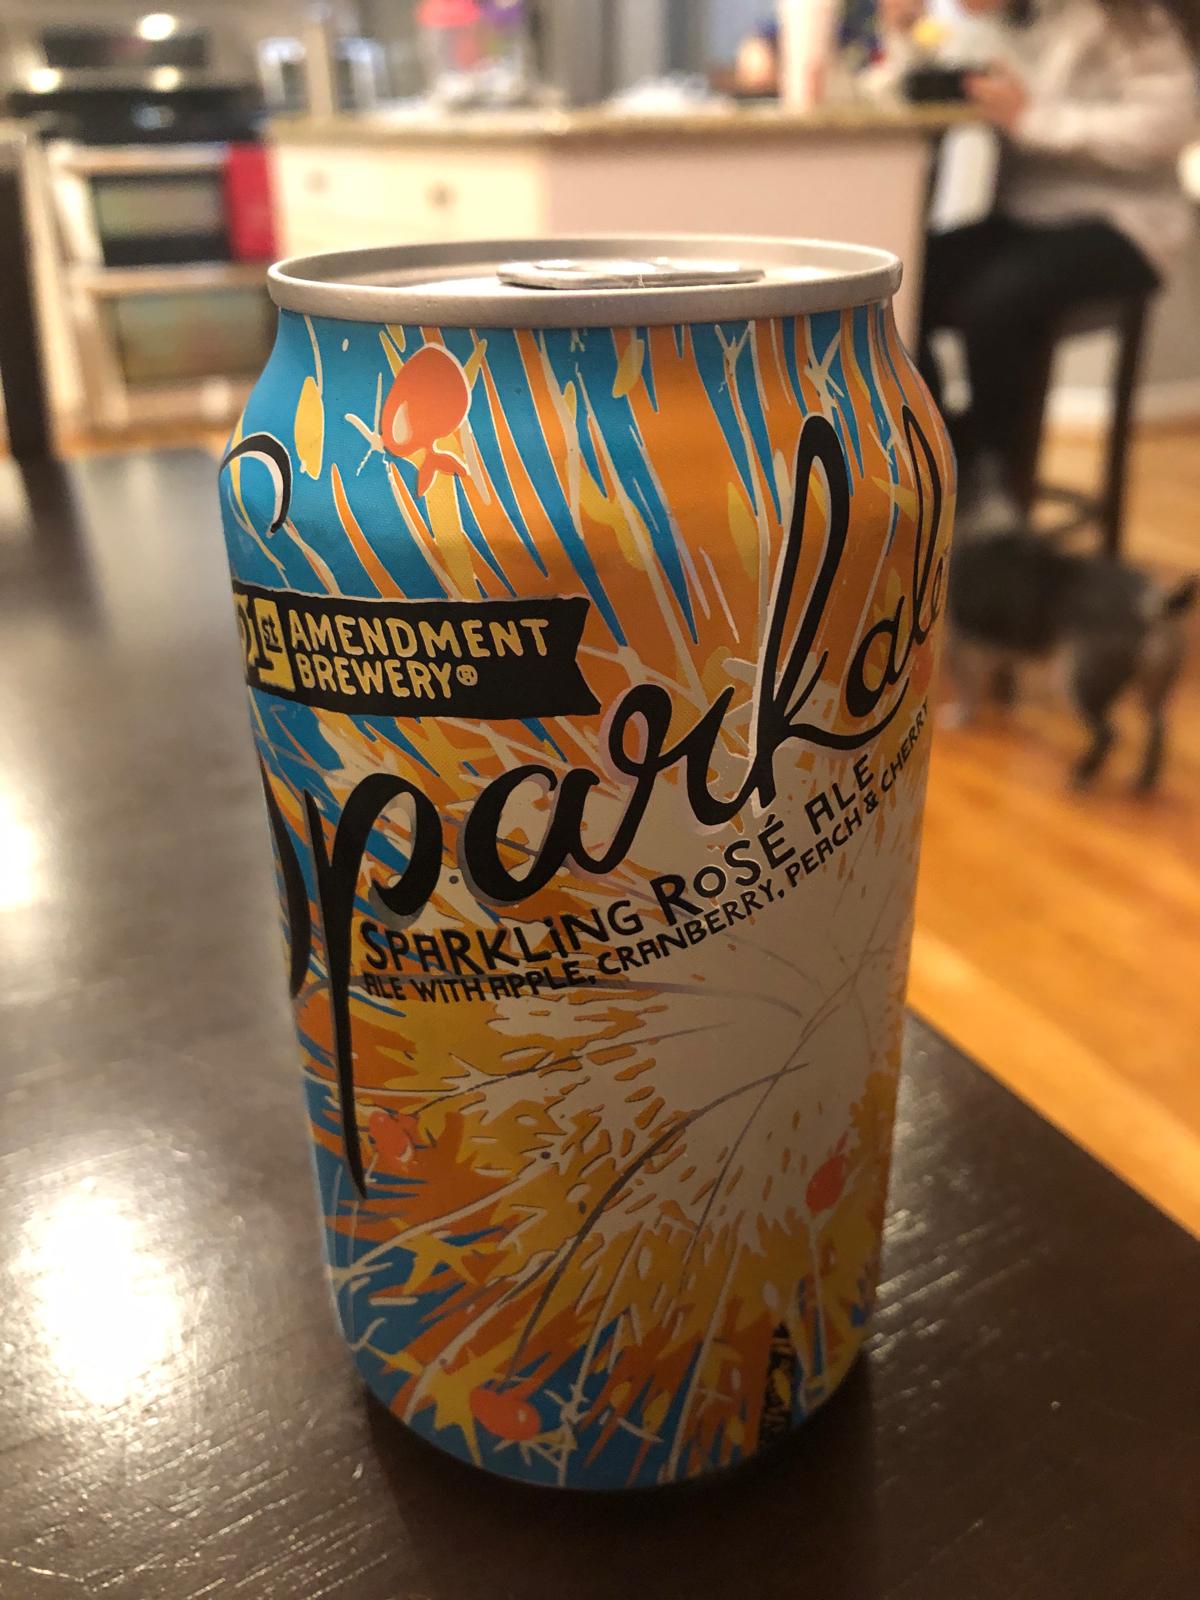 21st AMENDMENT
BREWERY®
Sparkale
SPARKLING ROSÉ ALE
ALE WITH APPLE, CRANBERRY, PEACH & CHERRY